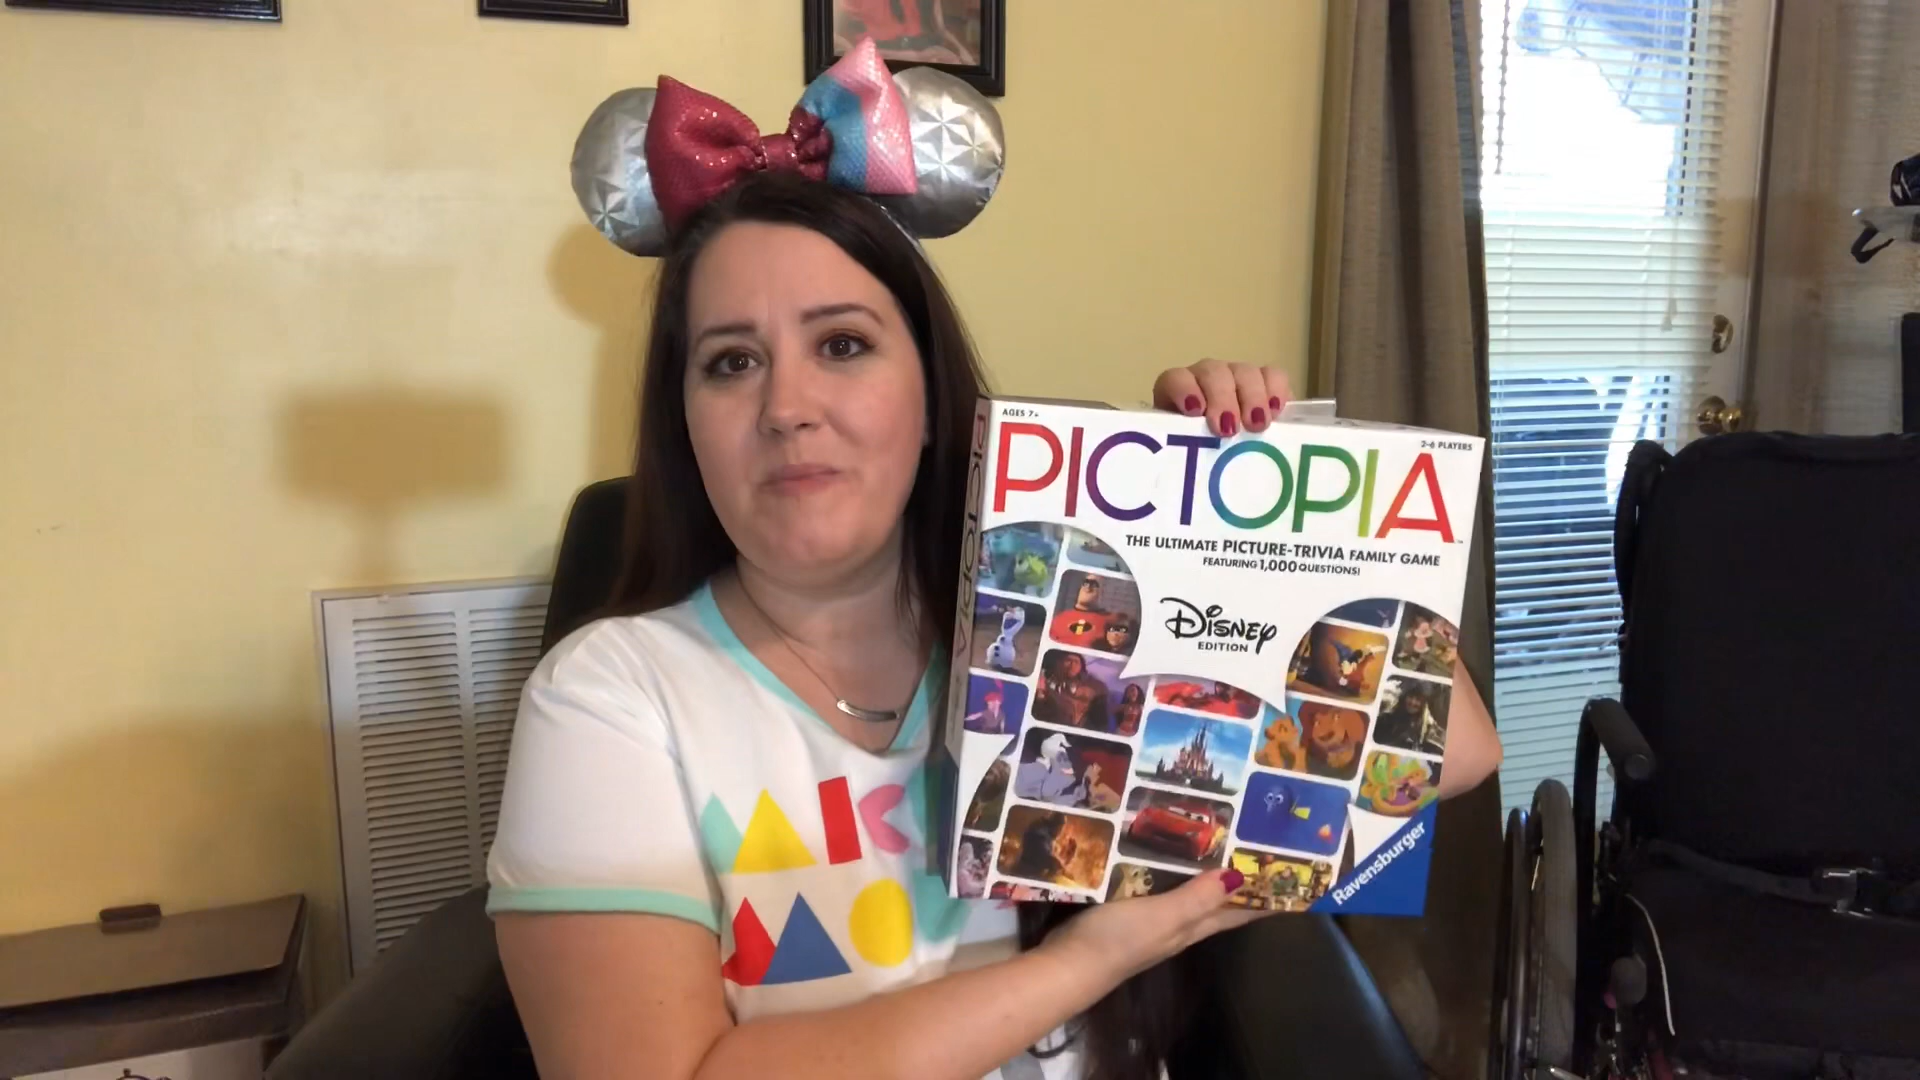 AGES 7+
2-6 PLAYERS
PICTOPIA
THE ULTIMATE PICTURE-TRIVIA FAMILY GAME
FEATURING 1,000 QUESTIONS!
Disney
EDITION
Ravensburger
PICTOPIA